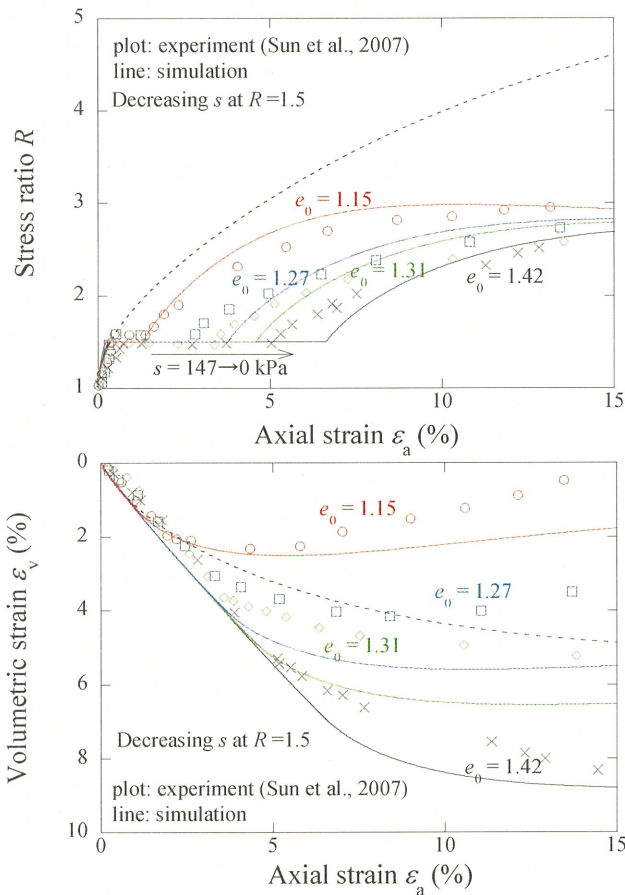 5
plot: experiment (Sun et al., 2007)
line: simulation
Decreasing s at R =1.5
4
Stress ratio R
3
e₀ = 1.15
e₀ = 1.27
e₀ = 1.31
e₀ = 1.42
2
s = 147→0 kPa
1
0 5 10 15
Axial strain εₐ (%)
0
e₀ = 1.15
2
e₀ = 1.27
4
Volumetric strain εᵥ (%)
e₀ = 1.31
6
Decreasing s at R =1.5
e₀ = 1.42
8
plot: experiment (Sun et al., 2007)
line: simulation
10
0 5 10 15
Axial strain εₐ (%)